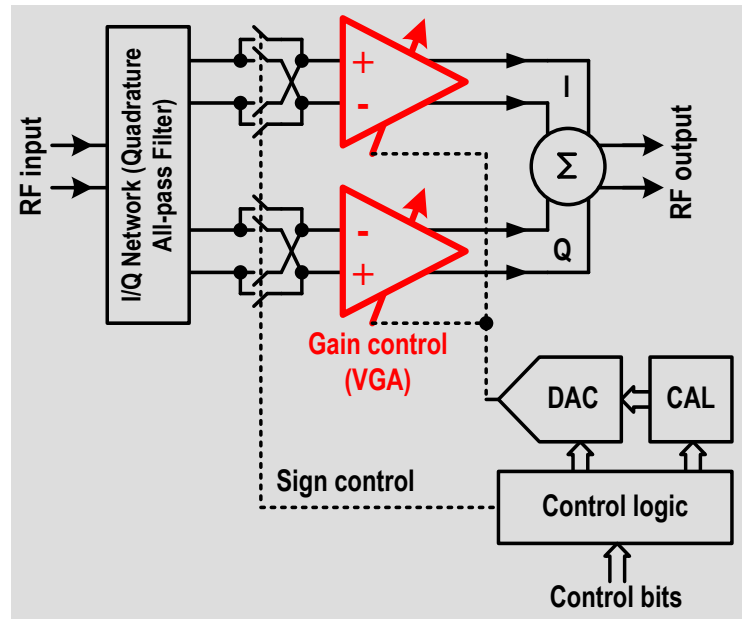 RF input
I/Q Network (Quadrature
All-pass Filter)
+
-
I
Σ
RF output
-
+
Q
Gain control
(VGA)
DAC
CAL
Sign control
Control logic
Control bits